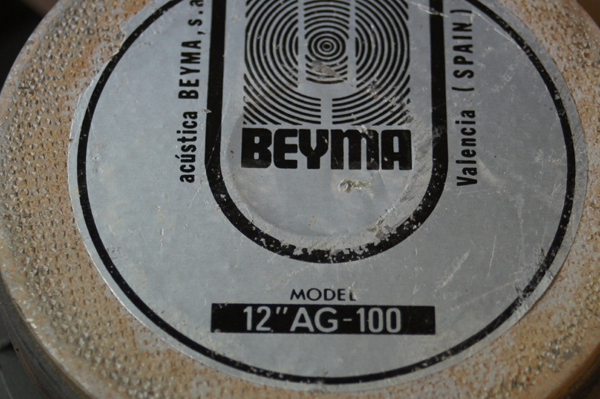 acústica BEYMA, s.a.
BEYMA
Valencia (SPAIN)
MODEL
12" AG-100